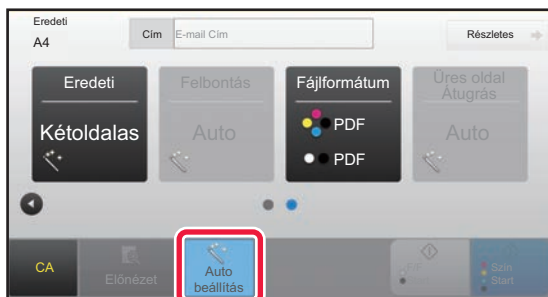 Eredeti
A4
Cím
E-mail Cím
Részletes
Eredeti
Kétoldalas
Felbontás
Auto
Fájlformátum
PDF
PDF
Üres oldal
Átugrás
Auto
CA
Előnézet
Auto
beállítás
Szín
Start